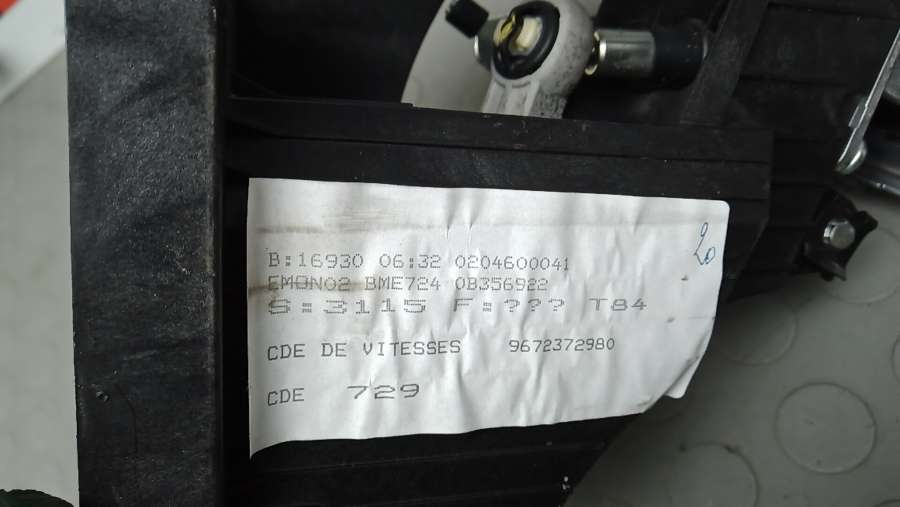 B:16930 06:32 0204600041
EMON02 BME724 0B356922
S:3115 F:??? T84
CDE DE VITESSES 9672372980
CDE 729